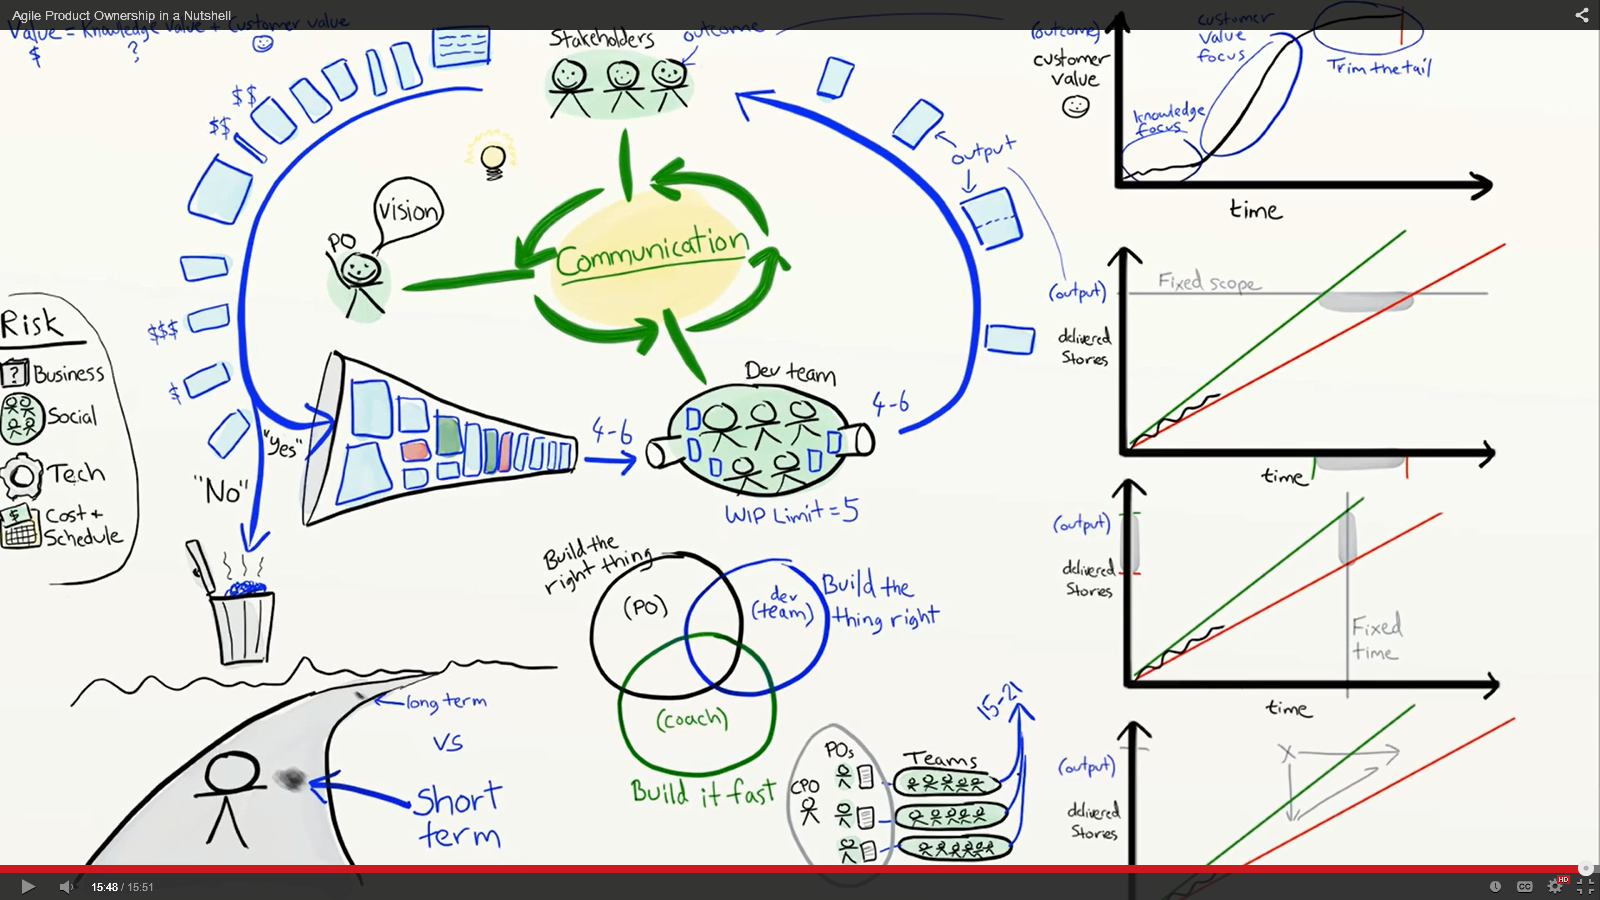 Agile Product Ownership in a Nutshell
Value = Knowledge value + Customer value
$
?
$$
$$
$$$
$
Stakeholders
outcome
PO
vision
Communication
output
Risk
? Business
Social
Tech
$ Cost +
Schedule
"Yes"
"No"
4-6
Dev team
4-6
WIP Limit = 5
Build the
right thing
(PO)
dev
(team)
Build the
thing right
(coach)
Build it fast
long term
VS
Short
term
CPO
POs
Teams
15-21
(outcome)
customer
value
knowledge
focus
customer
value
focus
Trim the tail
time
(output)
delivered
Stories
Fixed scope
time
(output)
delivered
Stories
Fixed
time
time
(output)
delivered
Stories
X
15:48 / 15:51
CC
HD